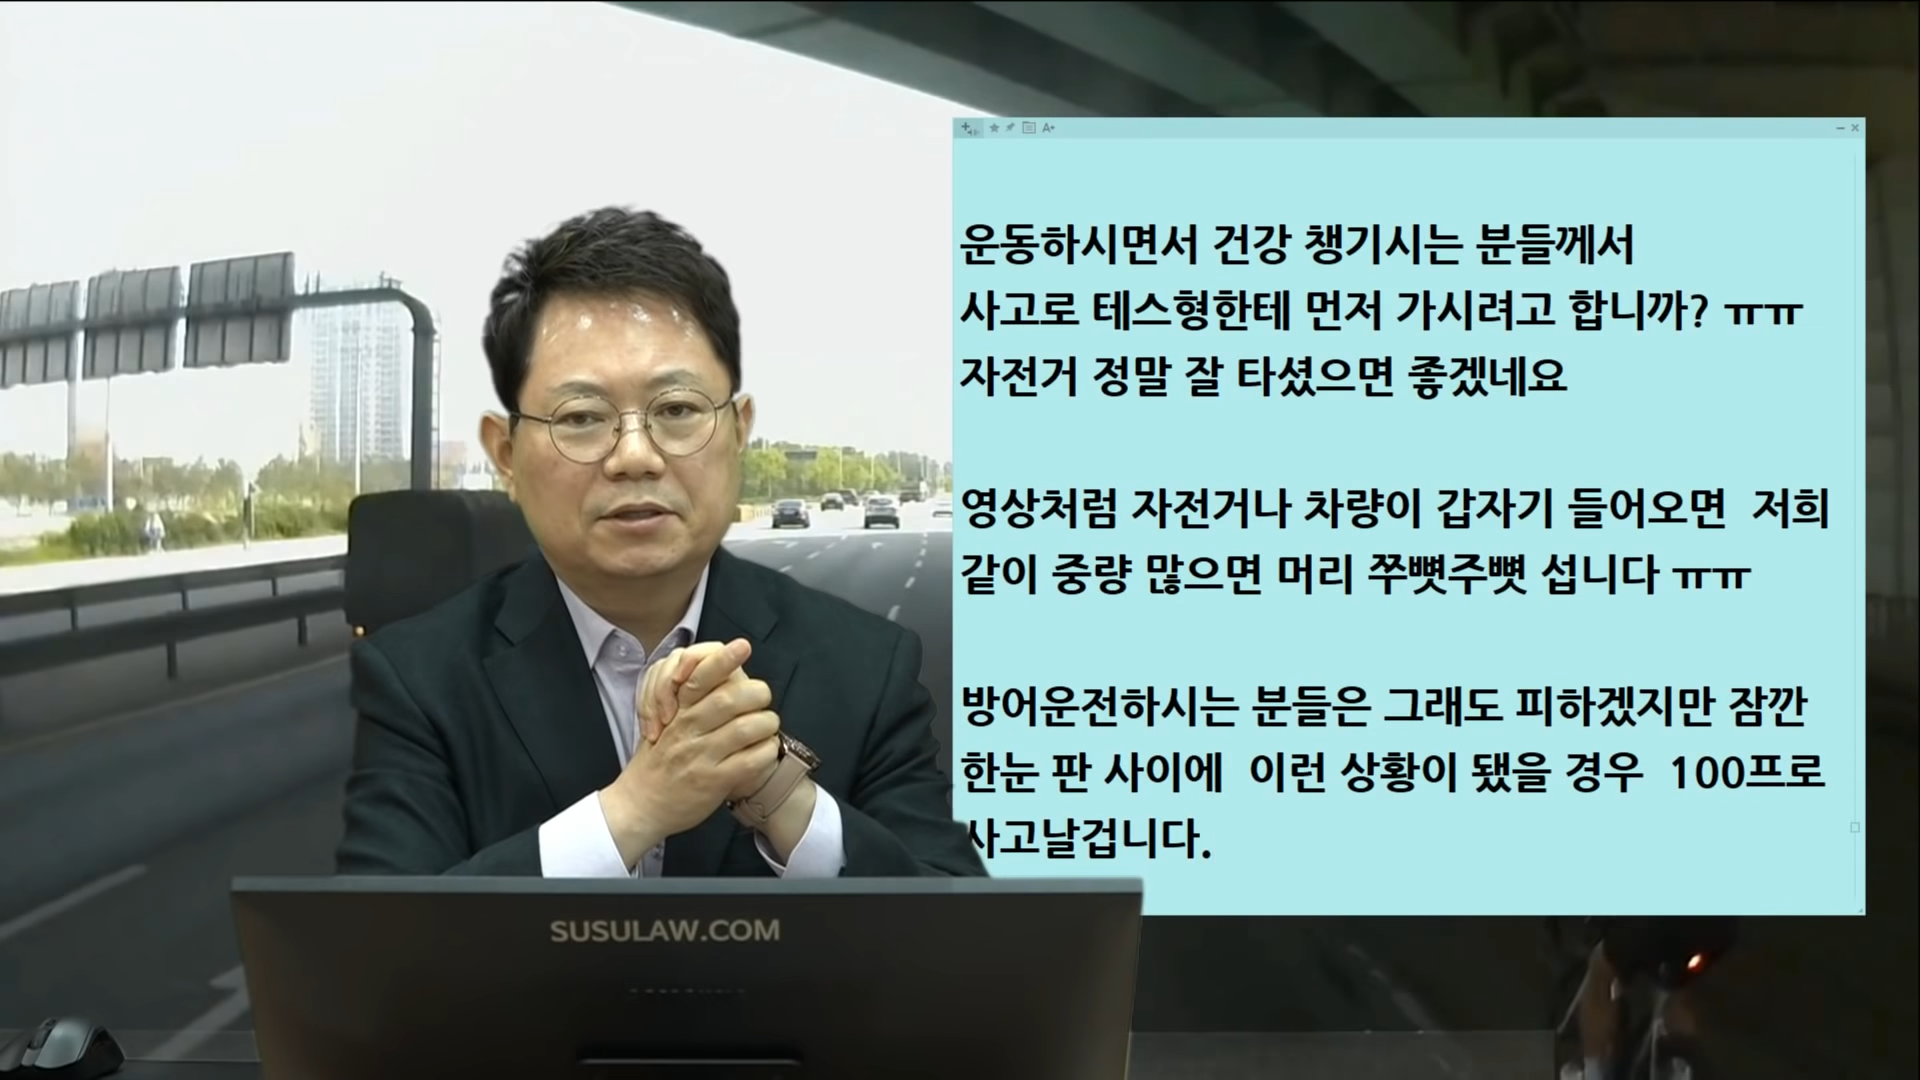 운동하시면서 건강 챙기시는 분들께서
사고로 테스형한테 먼저 가시려고 합니까? ㅠㅠ
자전거 정말 잘 타셨으면 좋겠네요
영상처럼 자전거나 차량이 갑자기 들어오면 저희
같이 중량 많으면 머리 쭈뼛주뼛 섭니다 ㅠㅠ
방어운전하시는 분들은 그래도 피하겠지만 잠깐
한눈 판 사이에 이런 상황이 됐을 경우 100프로
사고날겁니다.
SUSULAW.COM